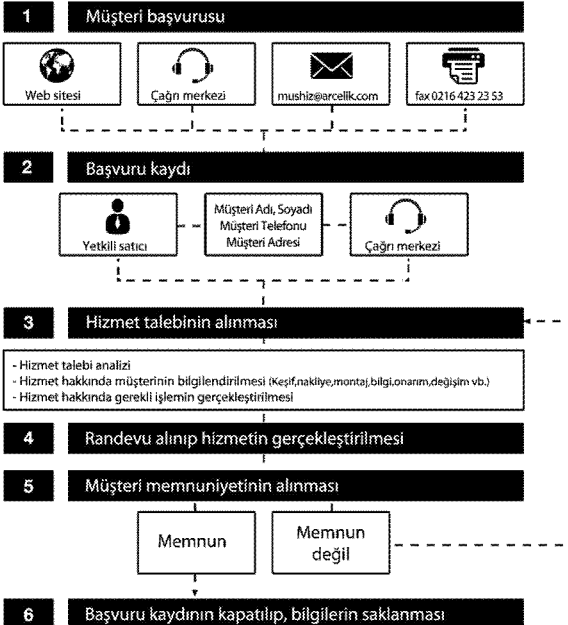 1 Müşteri başvurusu
Web sitesi
Çağrı merkezi
mushiz@arcelik.com
fax 0216 423 23 53
2 Başvuru kaydı
Yetkili satıcı
Müşteri Adı, Soyadı
Müşteri Telefonu
Müşteri Adresi
Çağrı merkezi
3 Hizmet talebinin alınması
- Hizmet talebi analizi
- Hizmet hakkında müşterinin bilgilendirilmesi (Keşif,nakliye,montaj,bilgi,onarım,değişim vb.)
- Hizmet hakkında gerekli işlemin gerçekleştirilmesi
4 Randevu alınıp hizmetin gerçekleştirilmesi
5 Müşteri memnuniyetinin alınması
Memnun
Memnun
değil
6 Başvuru kaydının kapatılıp, bilgilerin saklanması